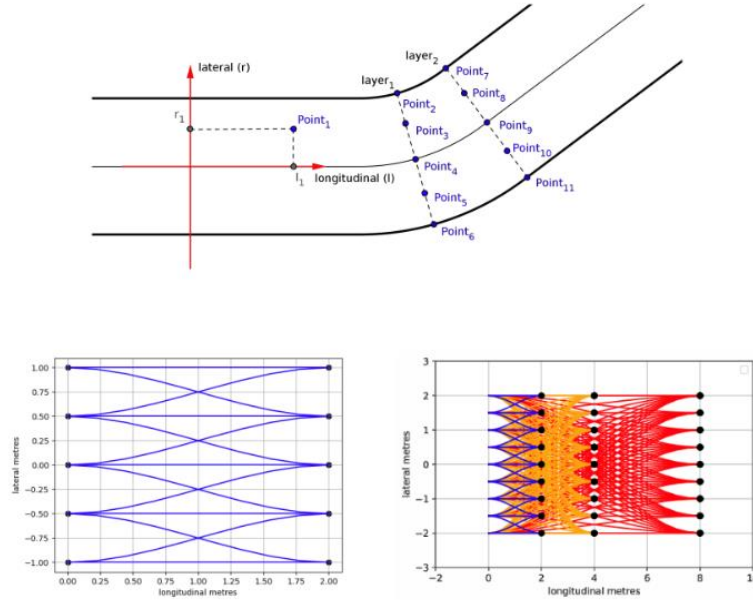 lateral (r)
layer₂
Point₇
layer₁
Point₈
Point₂
r₁
Point₁
Point₃
Point₉
Point₄
Point₁₀
l₁
longitudinal (l)
Point₅
Point₁₁
Point₆
1.00
0.75
0.50
0.25
0.00
−0.25
−0.50
−0.75
−1.00
lateral metres
0.00 0.25 0.50 0.75 1.00 1.25 1.50 1.75 2.00
longitudinal metres
3
2
1
0
−1
−2
−3
lateral metres
−2 0 2 4 6 8 10
longitudinal metres